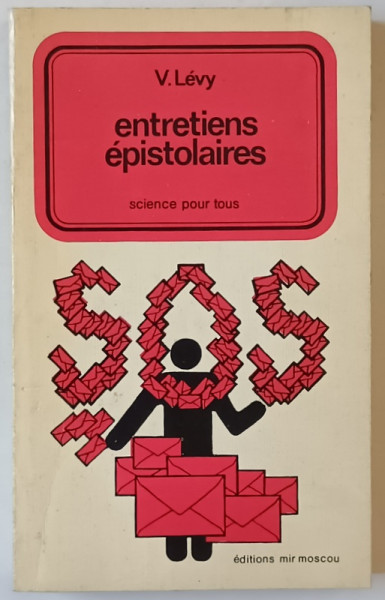 V. Lévy
entretiens
épistolaires
science pour tous
SOS
éditions mir moscou